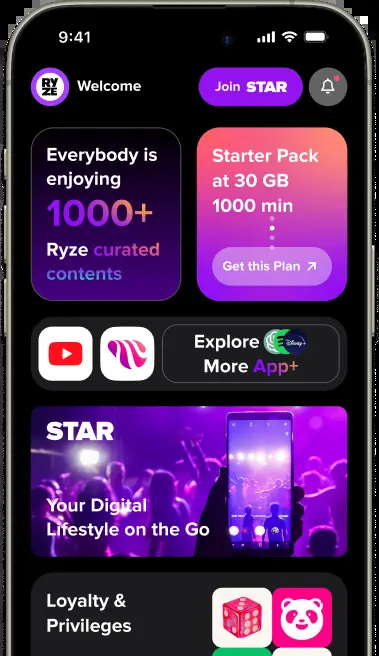 9:41
RY
ZE
Welcome
Join STAR
Everybody is
enjoying
1000+
Ryze curated
contents
Starter Pack
at 30 GB
1000 min
Get this Plan
Explore
Disney+
More App+
STAR
Your Digital
Lifestyle on the Go
Loyalty &
Privileges